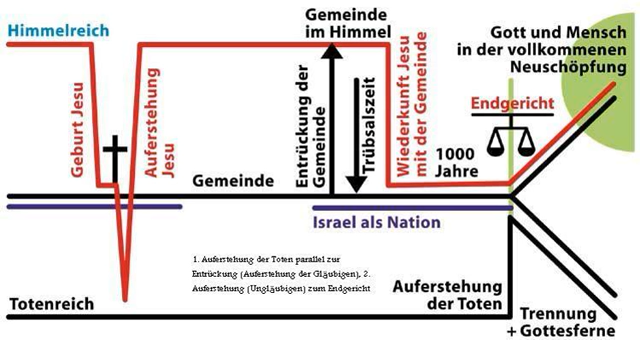 Himmelreich
Geburt Jesu
Auferstehung
Jesu
Gemeinde
Gemeinde
im Himmel
Entrückung der
Gemeinde
Trübsalszeit
Wiederkunft Jesu
mit der Gemeinde
1000
Jahre
Endgericht
Gott und Mensch
in der vollkommenen
Neuschöpfung
Israel als Nation
1. Auferstehung der Toten parallel zur
Entrückung (Auferstehung der Gläubigen), 2.
Auferstehung (Ungläubigen) zum Endgericht
Totenreich
Auferstehung
der Toten
Trennung
+ Gottesferne